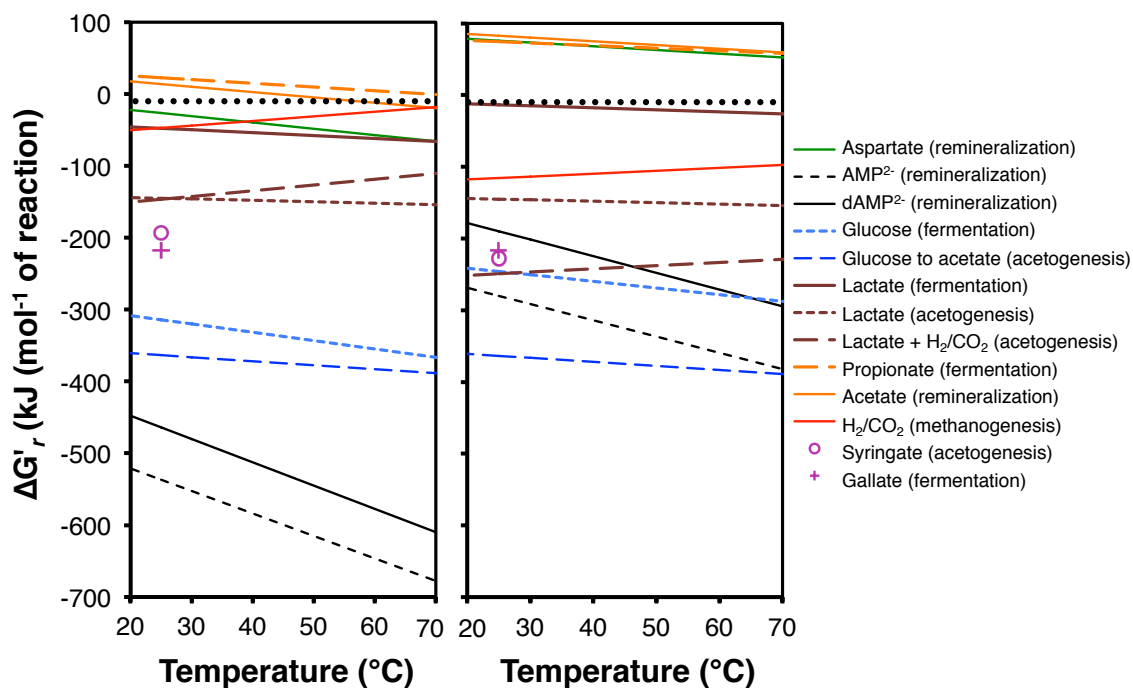 ΔG'r (kJ (mol-1 of reaction)
100
0
-100
-200
-300
-400
-500
-600
-700
20 30 40 50 60 70
20 30 40 50 60 70
Temperature (°C)
Temperature (°C)
Aspartate (remineralization)
AMP2- (remineralization)
dAMP2- (remineralization)
Glucose (fermentation)
Glucose to acetate (acetogenesis)
Lactate (fermentation)
Lactate (acetogenesis)
Lactate + H2/CO2 (acetogenesis)
Propionate (fermentation)
Acetate (remineralization)
H2/CO2 (methanogenesis)
Syringate (acetogenesis)
Gallate (fermentation)